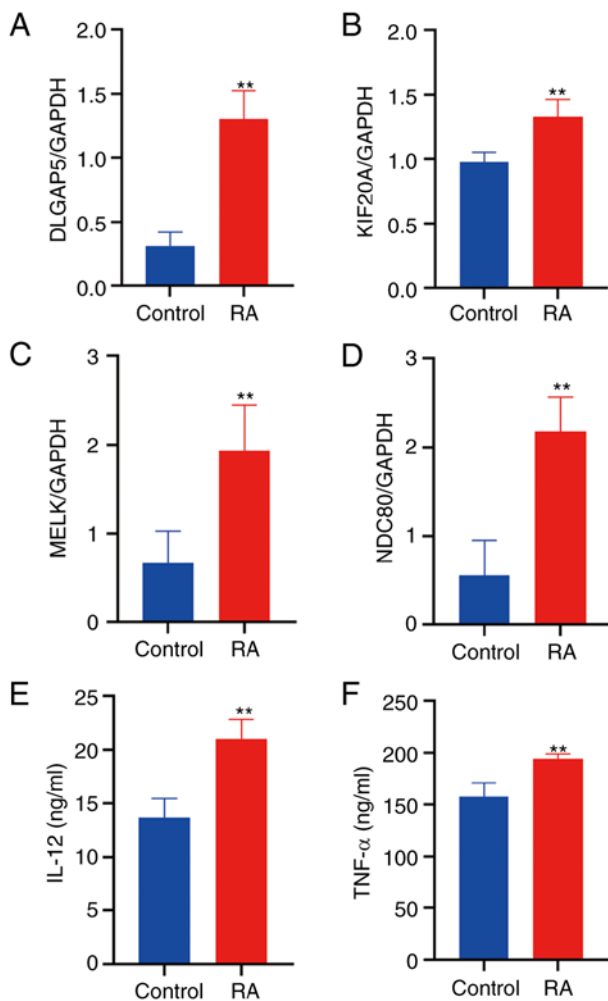 A
DLGAP5/GAPDH
2.0
1.5
1.0
0.5
0.0
**
Control RA
B
KIF20A/GAPDH
2.0
1.5
1.0
0.5
0.0
**
Control RA
C
MELK/GAPDH
3
2
1
0
**
Control RA
D
NDC80/GAPDH
3
2
1
0
**
Control RA
E
IL-12 (ng/ml)
25
20
15
10
5
0
**
Control RA
F
TNF-α (ng/ml)
250
200
150
100
50
0
**
Control RA